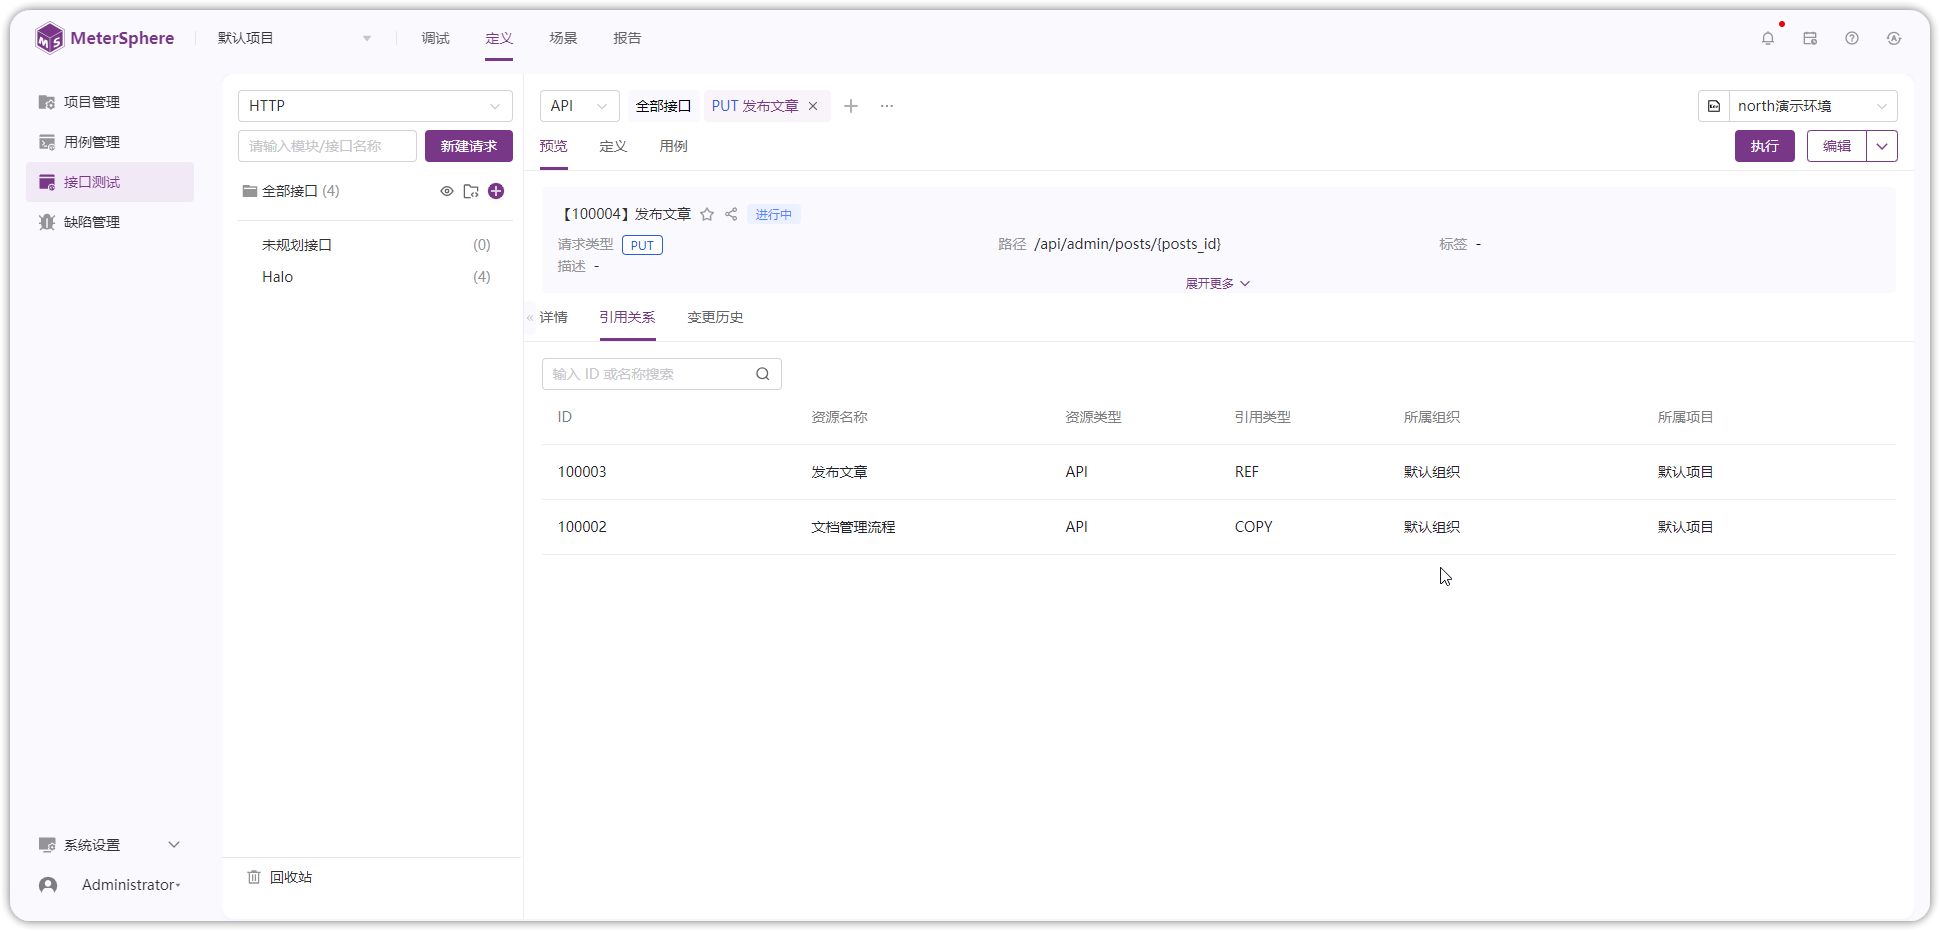 MeterSphere
默认项目
调试
定义
场景
报告
项目管理
用例管理
接口测试
缺陷管理
系统设置
Administrator
HTTP
请输入模块/接口名称
新建请求
全部接口 (4)
未规划接口 (0)
Halo (4)
回收站
API
全部接口
PUT 发布文章
north演示环境
预览
定义
用例
执行
编辑
【100004】发布文章
进行中
请求类型 PUT
路径 /api/admin/posts/{posts_id}
标签 -
描述 -
展开更多
详情
引用关系
变更历史
输入 ID 或名称搜索
ID 资源名称 资源类型 引用类型 所属组织 所属项目
100003 发布文章 API REF 默认组织 默认项目
100002 文档管理流程 API COPY 默认组织 默认项目